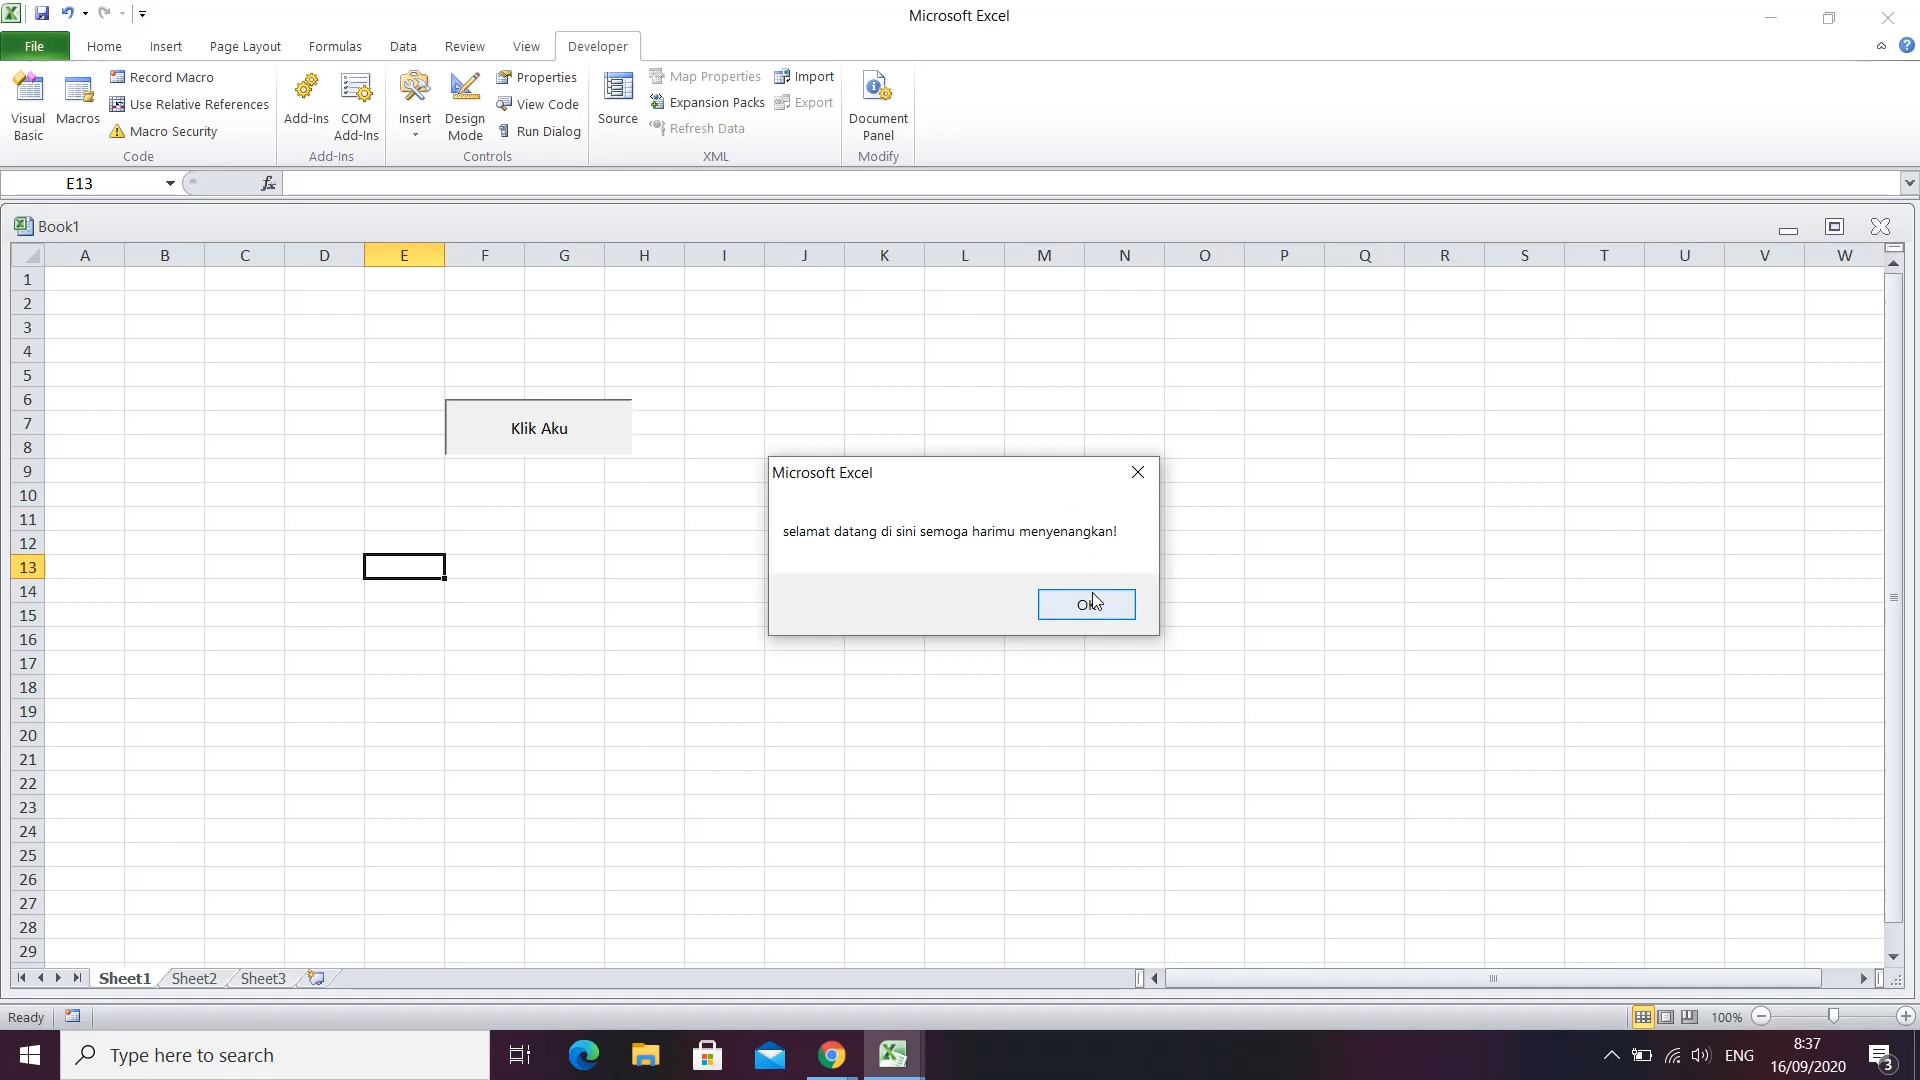 Microsoft Excel
File Home Insert Page Layout Formulas Data Review View Developer
Visual Basic
Macros
Record Macro
Use Relative References
Macro Security
Code
Add-Ins
COM Add-Ins
Add-Ins
Insert
Design Mode
Properties
View Code
Run Dialog
Controls
Source
Map Properties
Expansion Packs
Refresh Data
Import
Export
XML
Document Panel
Modify
E13
fx
Book1
A B C D E F G H I J K L M N O P Q R S T U V W
1
2
3
4
5
6
7
8
9
10
11
12
13
14
15
16
17
18
19
20
21
22
23
24
25
26
27
28
29
Klik Aku
Microsoft Excel
selamat datang di sini semoga harimu menyenangkan!
OK
Sheet1 Sheet2 Sheet3
Ready
100%
Type here to search
ENG
8:37
16/09/2020
3